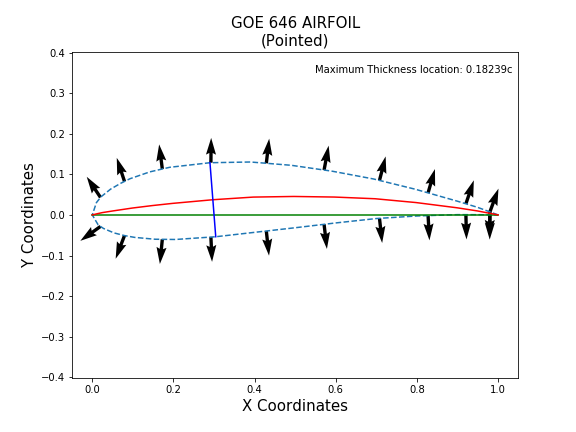 GOE 646 AIRFOIL
(Pointed)
Maximum Thickness location: 0.18239c
Y Coordinates
0.4
0.3
0.2
0.1
0.0
−0.1
−0.2
−0.3
−0.4
0.0 0.2 0.4 0.6 0.8 1.0
X Coordinates